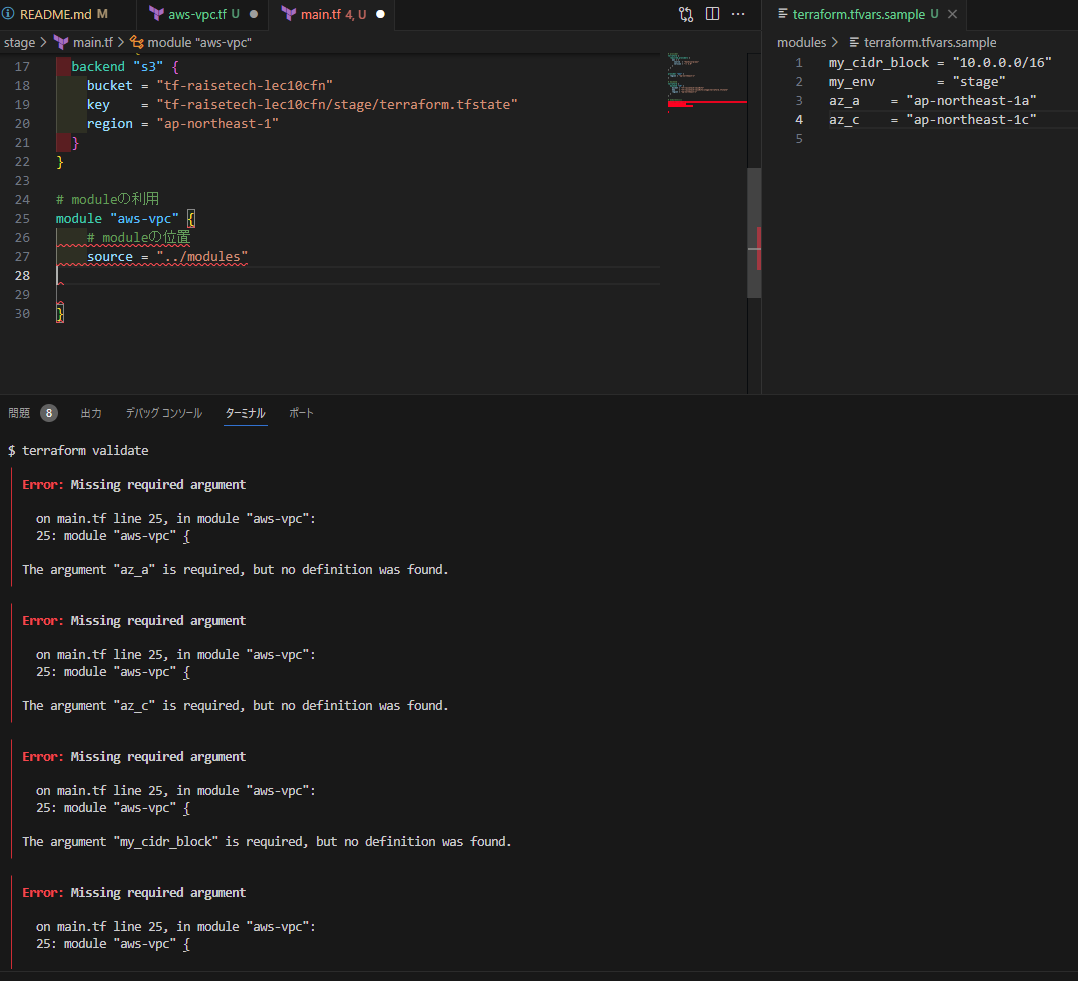 README.md M
aws-vpc.tf U
main.tf 4, U
stage > main.tf > module "aws-vpc"
17 backend "s3" {
18 bucket = "tf-raisetech-lec10cfn"
19 key = "tf-raisetech-lec10cfn/stage/terraform.tfstate"
20 region = "ap-northeast-1"
21 }
22 }
23
24 # moduleの利用
25 module "aws-vpc" {
26 # moduleの位置
27 source = "../modules"
28
29
30 }
terraform.tfvars.sample U
modules > terraform.tfvars.sample
1 my_cidr_block = "10.0.0.0/16"
2 my_env = "stage"
3 az_a = "ap-northeast-1a"
4 az_c = "ap-northeast-1c"
5
問題 8 出力 デバッグ コンソール ターミナル ポート
$ terraform validate
Error: Missing required argument
on main.tf line 25, in module "aws-vpc":
25: module "aws-vpc" {
The argument "az_a" is required, but no definition was found.
Error: Missing required argument
on main.tf line 25, in module "aws-vpc":
25: module "aws-vpc" {
The argument "az_c" is required, but no definition was found.
Error: Missing required argument
on main.tf line 25, in module "aws-vpc":
25: module "aws-vpc" {
The argument "my_cidr_block" is required, but no definition was found.
Error: Missing required argument
on main.tf line 25, in module "aws-vpc":
25: module "aws-vpc" {